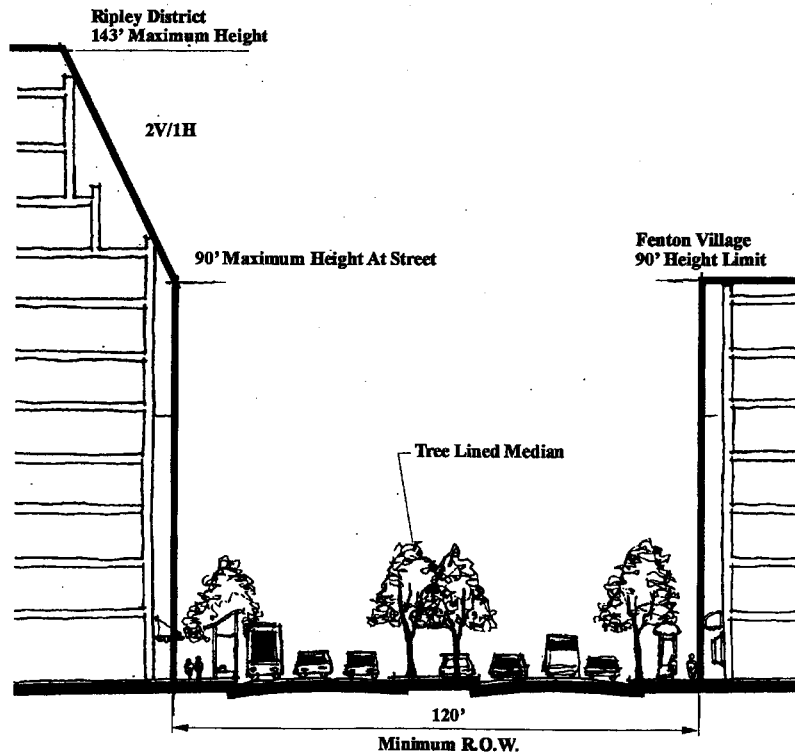 Ripley District
143' Maximum Height
2V/1H
90' Maximum Height At Street
Fenton Village
90' Height Limit
Tree Lined Median
120'
Minimum R.O.W.